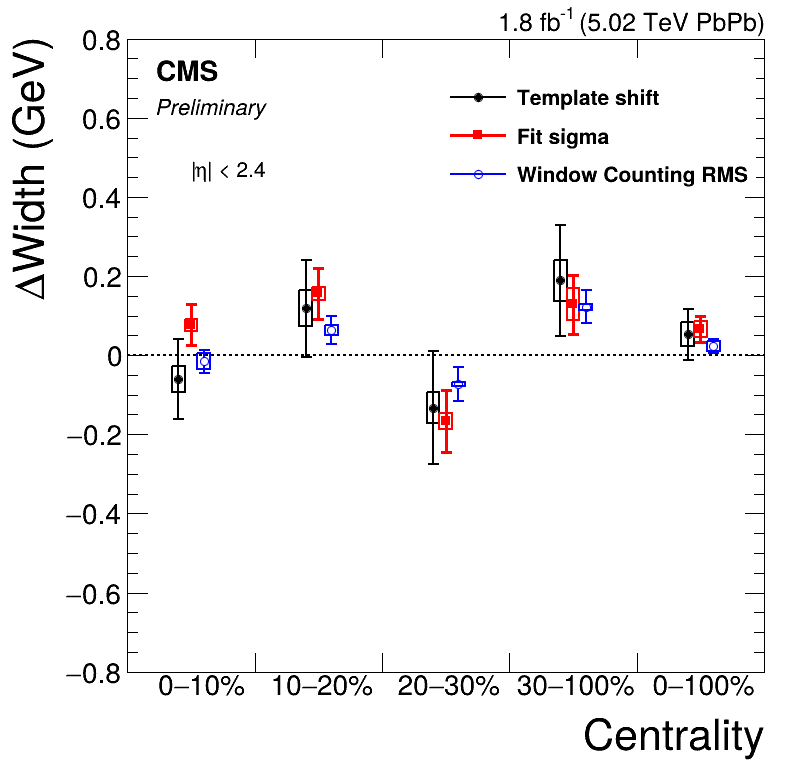 1.8 fb⁻¹ (5.02 TeV PbPb)
CMS
Preliminary
|η| < 2.4
Template shift
Fit sigma
Window Counting RMS
ΔWidth (GeV)
0.8
0.6
0.4
0.2
0
−0.2
−0.4
−0.6
−0.8
0−10% 10−20% 20−30% 30−100% 0−100%
Centrality